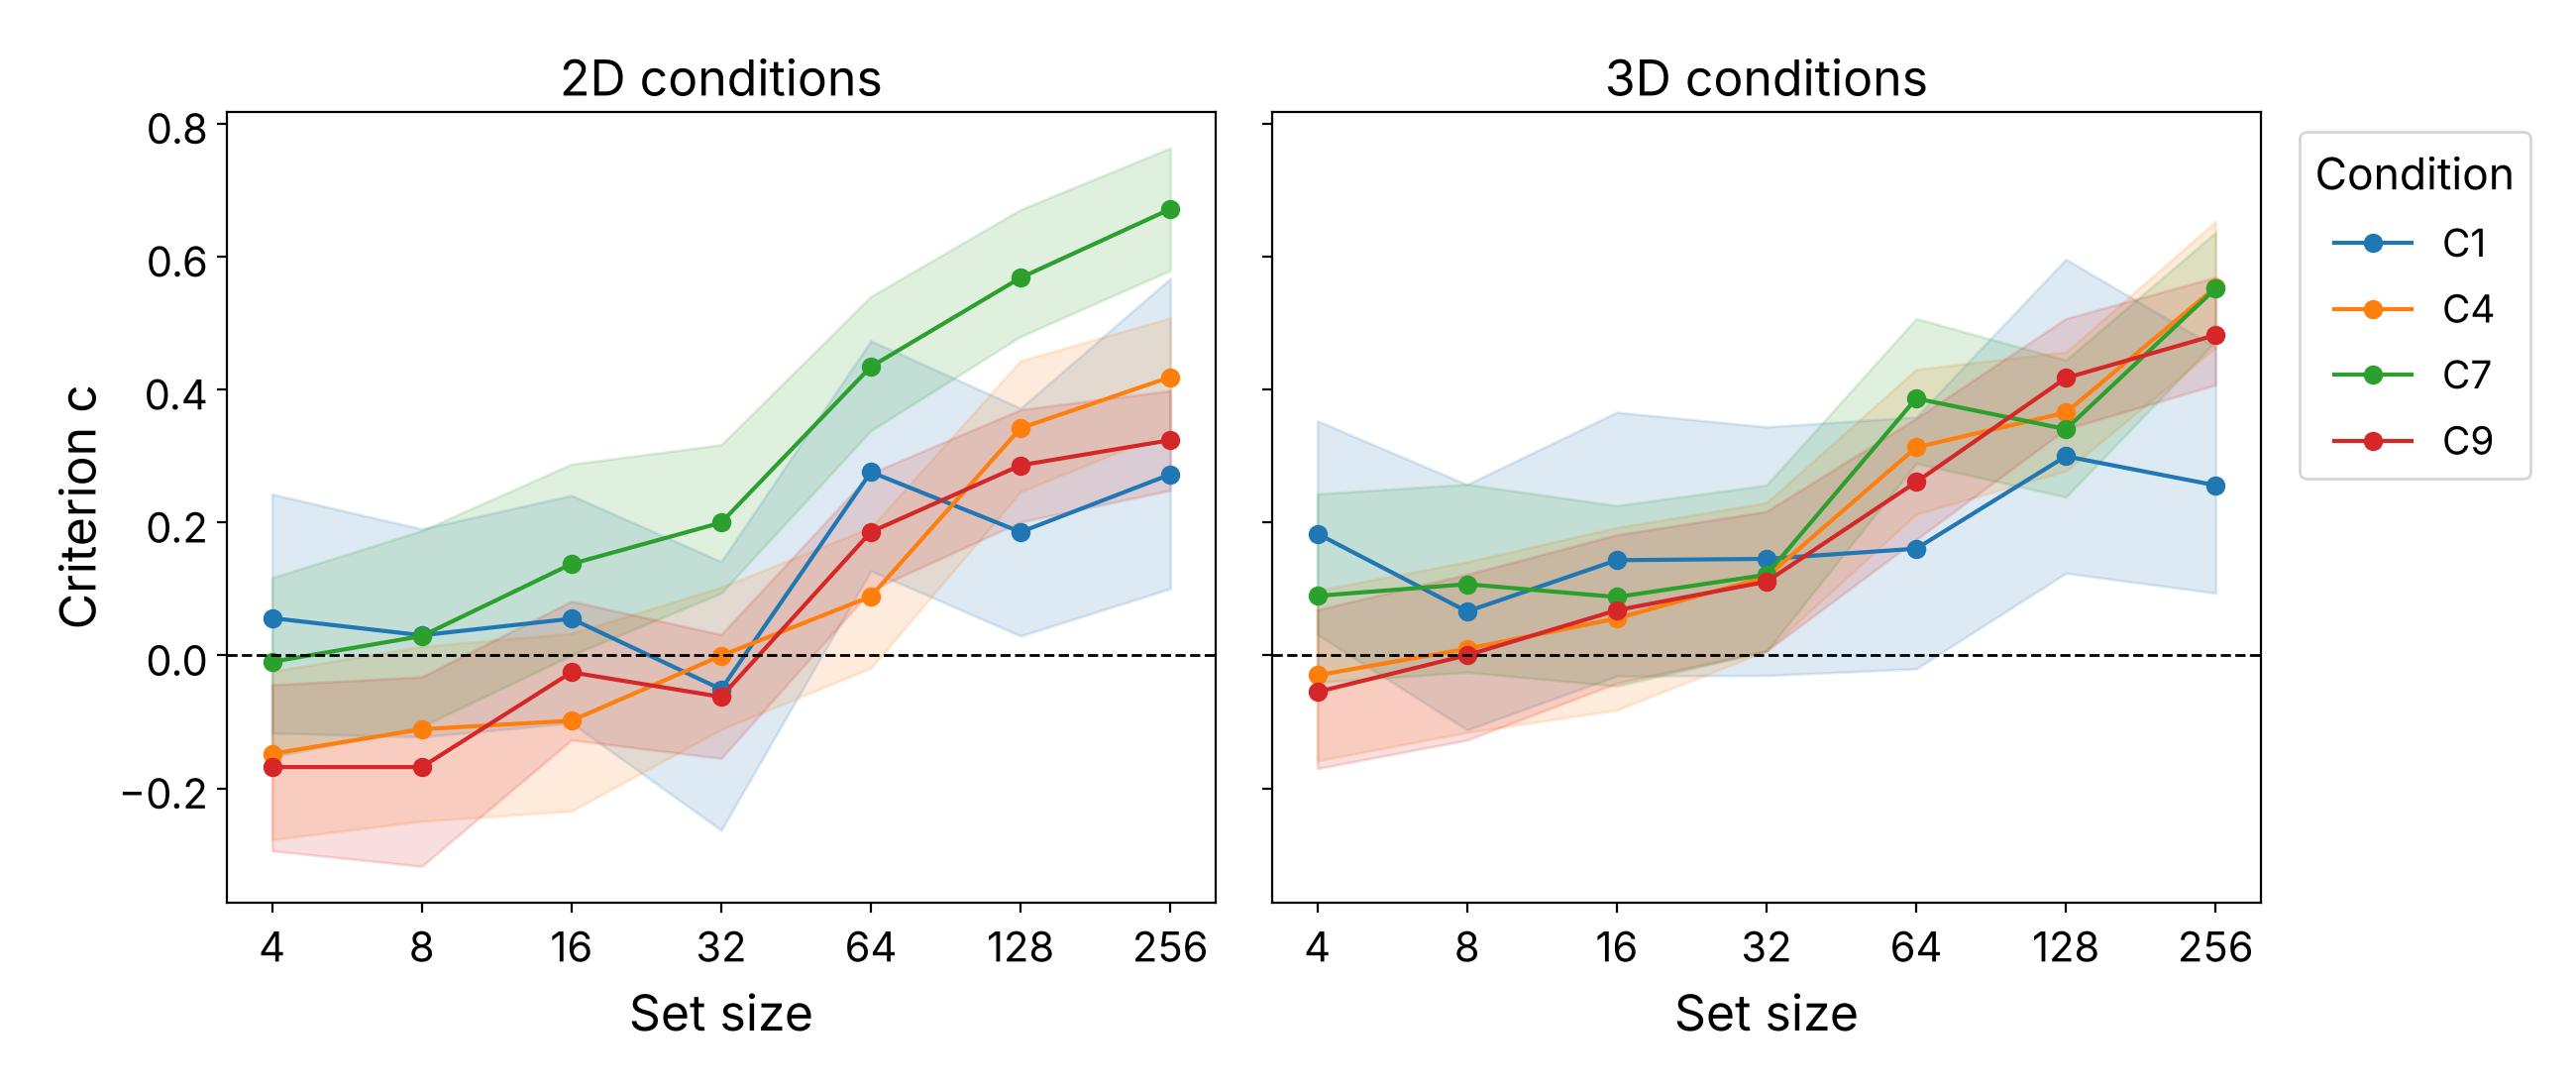 2D conditions
3D conditions
Criterion c
0.8
0.6
0.4
0.2
0.0
−0.2
4 8 16 32 64 128 256
4 8 16 32 64 128 256
Set size
Set size
Condition
C1
C4
C7
C9